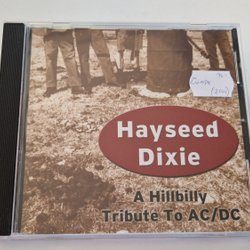 Hayseed
Dixie
A Hillbilly
Tribute To AC/DC